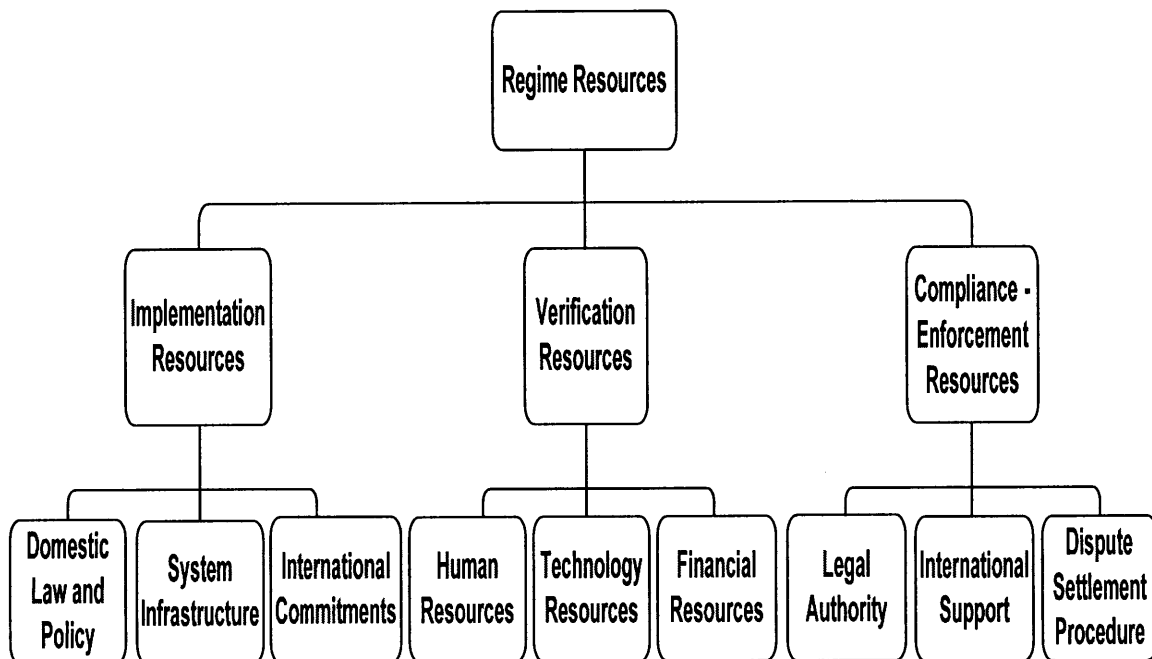 Regime Resources
Implementation
Resources
Verification
Resources
Compliance -
Enforcement
Resources
Domestic
Law and
Policy
System
Infrastructure
International
Commitments
Human
Resources
Technology
Resources
Financial
Resources
Legal
Authority
International
Support
Dispute
Settlement
Procedure